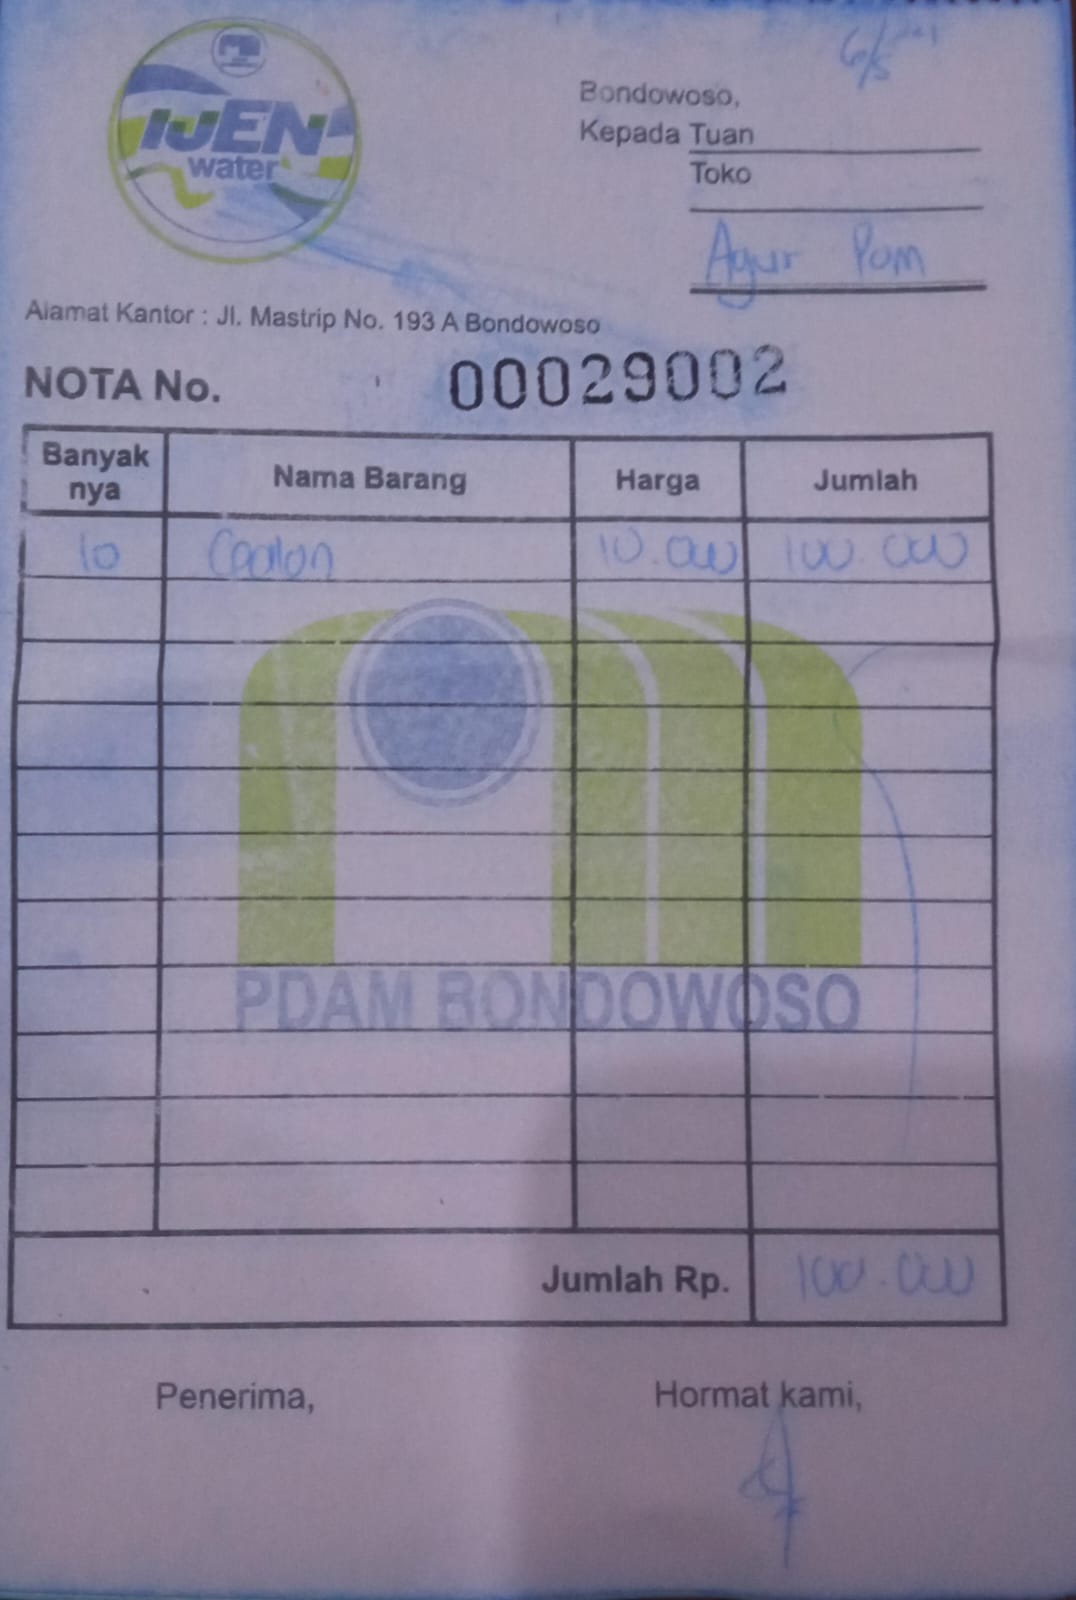 6/5 '21
IJEN
water
Bondowoso,
Kepada Tuan
Toko
Agus Pom
Alamat Kantor : Jl. Mastrip No. 193 A Bondowoso
NOTA No. 00029002
Banyak nya Nama Barang Harga Jumlah
10 Gaalon 10.000 100.000
PDAM BONDOWOSO
Jumlah Rp. 100.000
Penerima, Hormat kami,